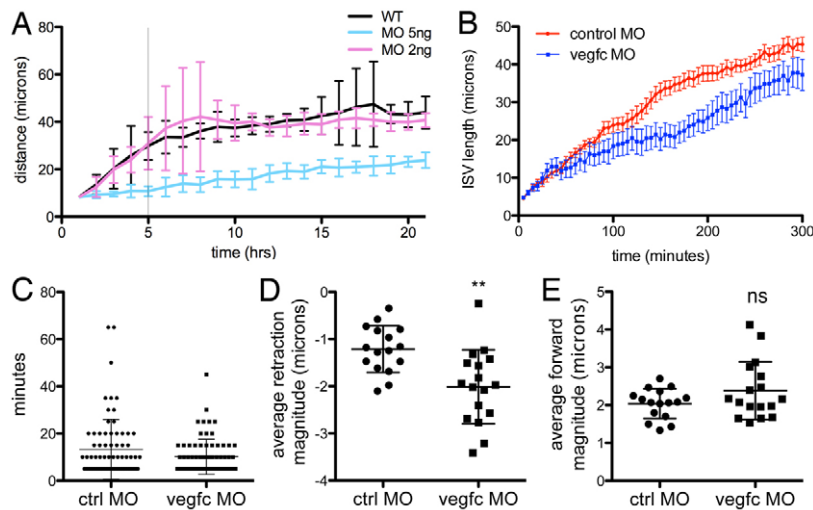 A
WT
MO 5ng
MO 2ng
distance (microns)
80
60
40
20
0
0 5 10 15 20
time (hrs)
B
control MO
vegfc MO
ISV length (microns)
50
40
30
20
10
0
0 100 200 300
time (minutes)
C
minutes
80
60
40
20
0
ctrl MO vegfc MO
D
average retraction
magnitude (microns)
**
0
-1
-2
-3
-4
ctrl MO vegfc MO
E
average forward
magnitude (microns)
ns
5
4
3
2
1
0
ctrl MO vegfc MO